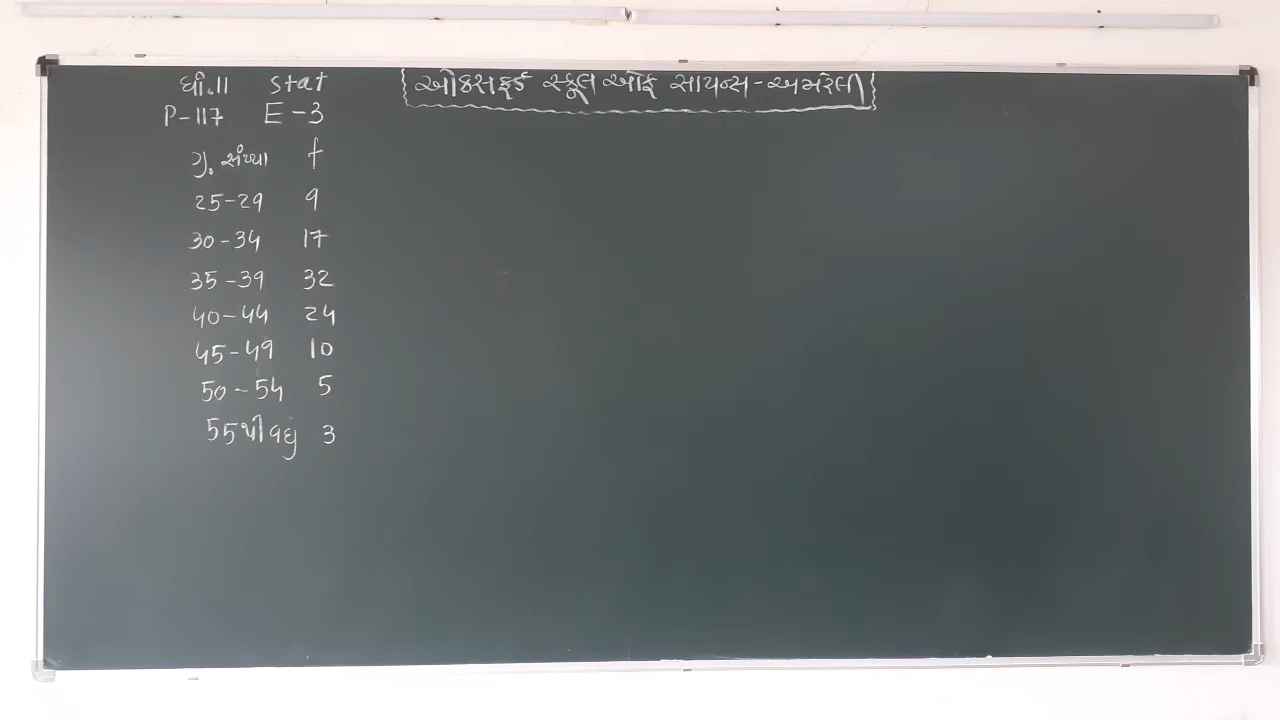 ધો.11 Stat
P-117 E-3
{ઓક્સફર્ડ સ્કૂલ ઓફ સાયન્સ-અમરેલી}
ગ્રા. સંખ્યા f
25-29 9
30-34 17
35-39 32
40-44 24
45-49 10
50-54 5
55થી વધુ 3